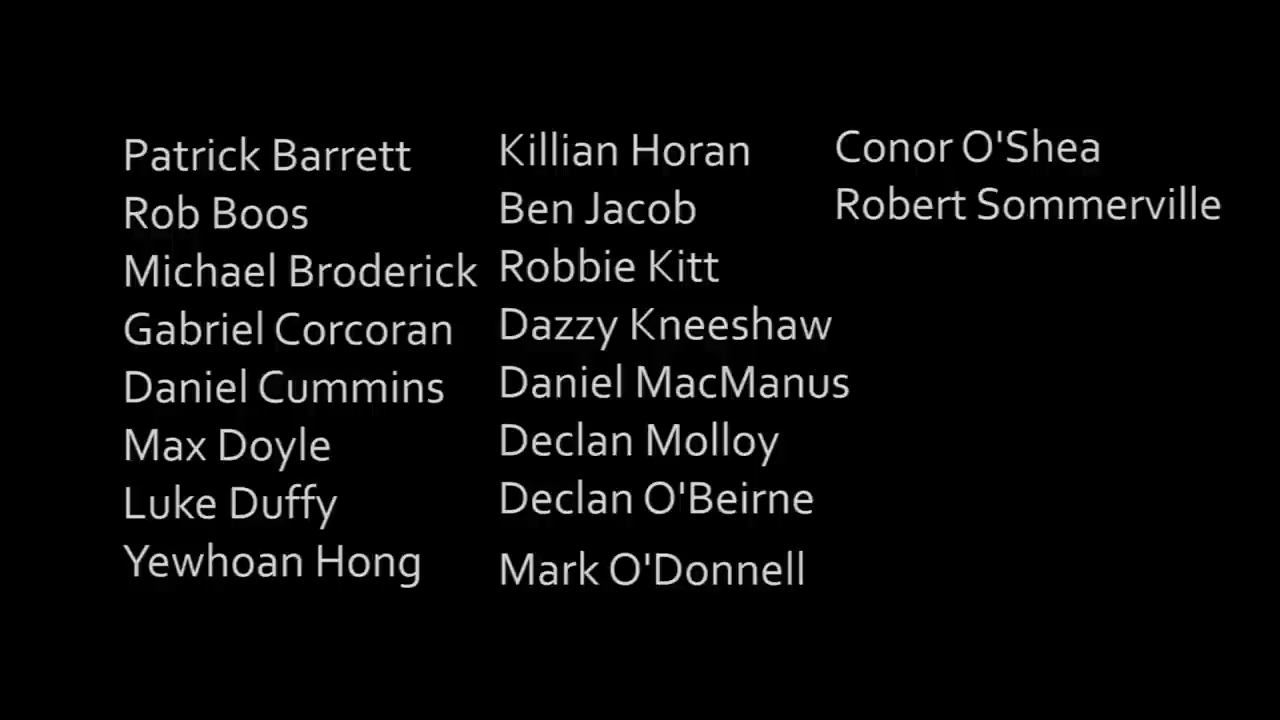 Patrick Barrett
Rob Boos
Michael Broderick
Gabriel Corcoran
Daniel Cummins
Max Doyle
Luke Duffy
Yewhoan Hong
Killian Horan
Ben Jacob
Robbie Kitt
Dazzy Kneeshaw
Daniel MacManus
Declan Molloy
Declan O'Beirne
Mark O'Donnell
Conor O'Shea
Robert Sommerville